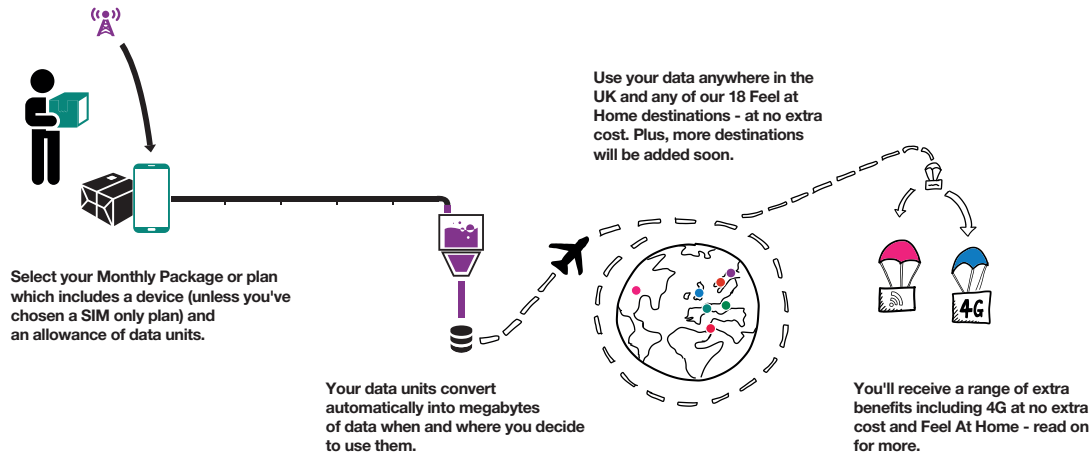 Select your Monthly Package or plan
which includes a device (unless you've
chosen a SIM only plan) and
an allowance of data units.
Your data units convert
automatically into megabytes
of data when and where you decide
to use them.
Use your data anywhere in the
UK and any of our 18 Feel at
Home destinations - at no extra
cost. Plus, more destinations
will be added soon.
4G
You'll receive a range of extra
benefits including 4G at no extra
cost and Feel At Home - read on
for more.